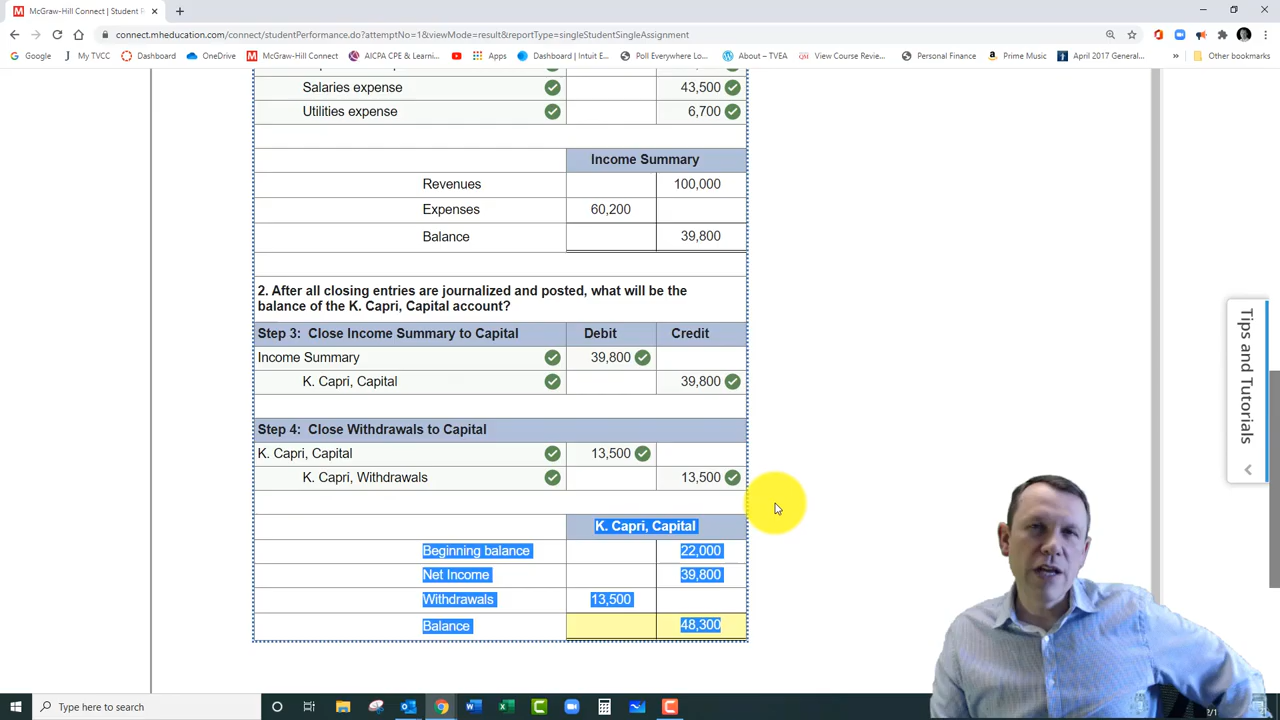 McGraw-Hill Connect | Student P
connect.mheducation.com/connect/studentPerformance.do?attemptNo=1&viewMode=result&reportType=singleStudentSingleAssignment
Google
My TVCC
Dashboard
OneDrive
McGraw-Hill Connect
AICPA CPE & Learni...
Apps
Dashboard | Intuit E...
Poll Everywhere Lo...
About – TVEA
View Course Revie...
Personal Finance
Prime Music
April 2017 General...
»
Other bookmarks
Salaries expense 43,500
Utilities expense 6,700
Income Summary
Revenues 100,000
Expenses 60,200
Balance 39,800
2. After all closing entries are journalized and posted, what will be the
balance of the K. Capri, Capital account?
Step 3: Close Income Summary to Capital Debit Credit
Income Summary 39,800
K. Capri, Capital 39,800
Step 4: Close Withdrawals to Capital
K. Capri, Capital 13,500
K. Capri, Withdrawals 13,500
K. Capri, Capital
Beginning balance 22,000
Net Income 39,800
Withdrawals 13,500
Balance 48,300
Tips and Tutorials
Type here to search